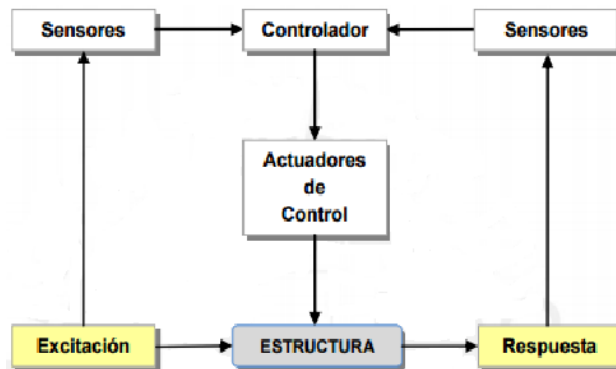 Sensores
Controlador
Sensores
Actuadores
de
Control
Excitación
ESTRUCTURA
Respuesta